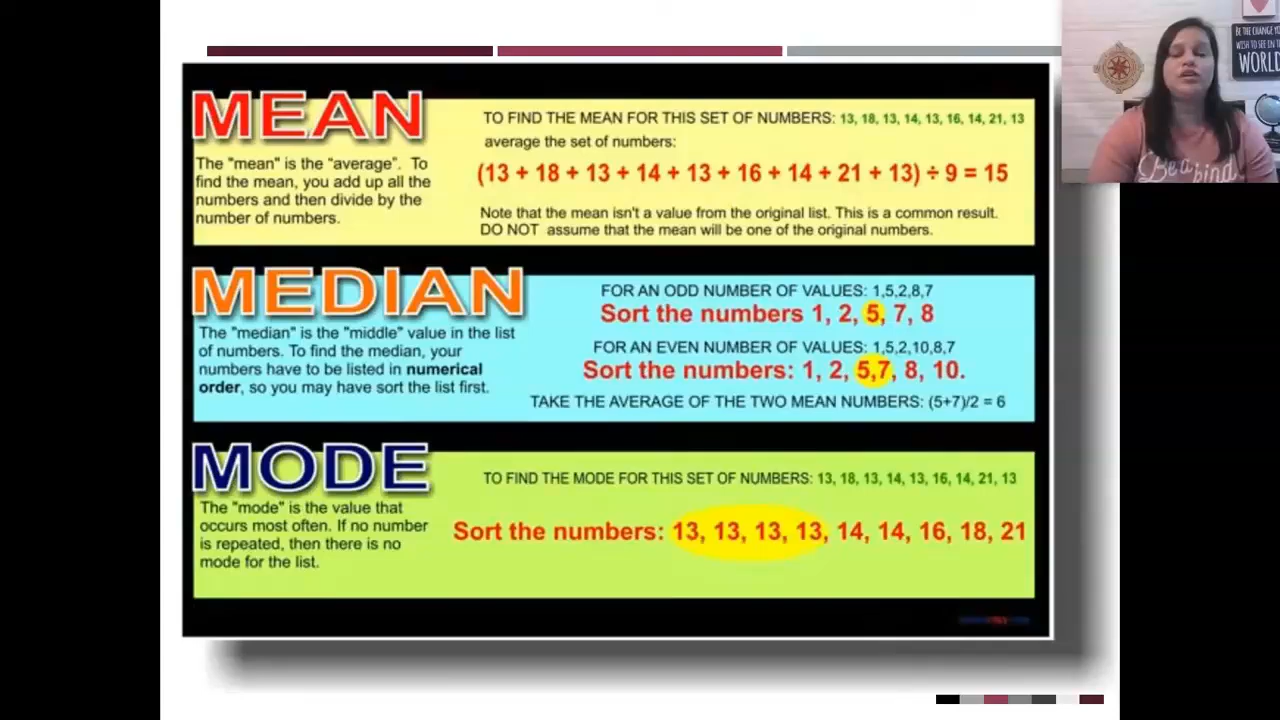 MEAN
The "mean" is the “average”. To
find the mean, you add up all the
numbers and then divide by the
number of numbers.
TO FIND THE MEAN FOR THIS SET OF NUMBERS: 13, 18, 13, 14, 13, 16, 14, 21, 13
average the set of numbers:
(13 + 18 + 13 + 14 + 13 + 16 + 14 + 21 + 13) ÷ 9 = 15
Note that the mean isn't a value from the original list. This is a common result.
DO NOT assume that the mean will be one of the original numbers.
MEDIAN
The "median" is the "middle" value in the list
of numbers. To find the median, your
numbers have to be listed in numerical
order, so you may have sort the list first.
FOR AN ODD NUMBER OF VALUES: 1,5,2,8,7
Sort the numbers 1, 2, 5, 7, 8
FOR AN EVEN NUMBER OF VALUES: 1,5,2,10,8,7
Sort the numbers: 1, 2, 5,7, 8, 10.
TAKE THE AVERAGE OF THE TWO MEAN NUMBERS: (5+7)/2 = 6
MODE
The "mode" is the value that
occurs most often. If no number
is repeated, then there is no
mode for the list.
TO FIND THE MODE FOR THIS SET OF NUMBERS: 13, 18, 13, 14, 13, 16, 14, 21, 13
Sort the numbers: 13, 13, 13, 13, 14, 14, 16, 18, 21
BE THE CHANGE
WISH TO SEE IN
WORLD
Be a kind